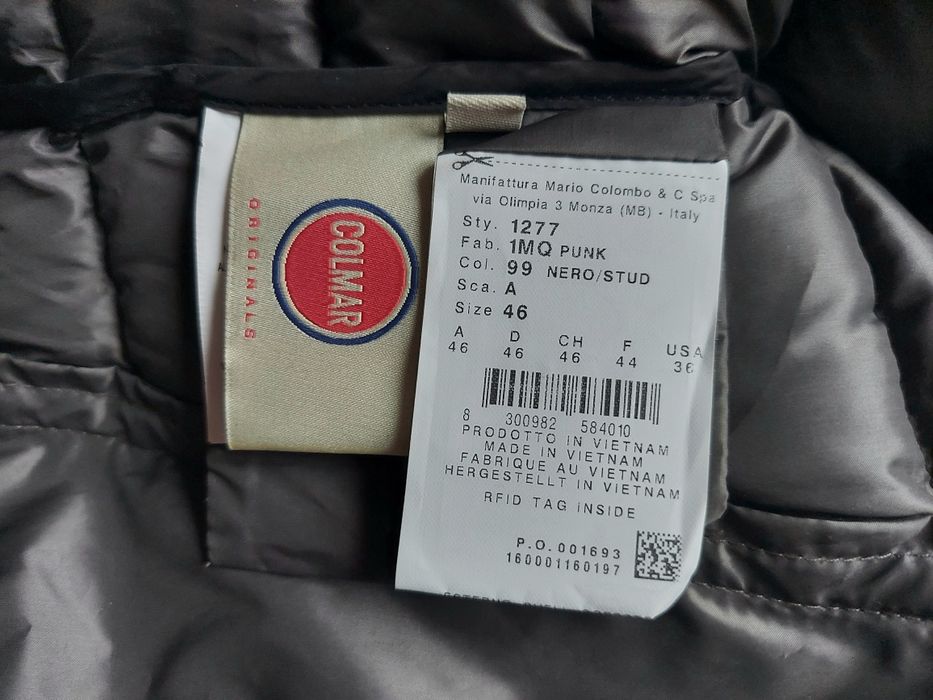 ORIGINALS
COLMAR
Manifattura Mario Colombo & C Spa
via Olimpia 3 Monza (MB) - Italy
Sty. 1277
Fab. 1MQ PUNK
Col. 99 NERO/STUD
Sca. A
Size 46
A D CH F USA
46 46 46 44 36
8 300982 584010
PRODOTTO IN VIETNAM
MADE IN VIETNAM
FABRIQUE AU VIETNAM
HERGESTELLT IN VIETNAM
RFID TAG INSIDE
P.O. 001693
160001160197